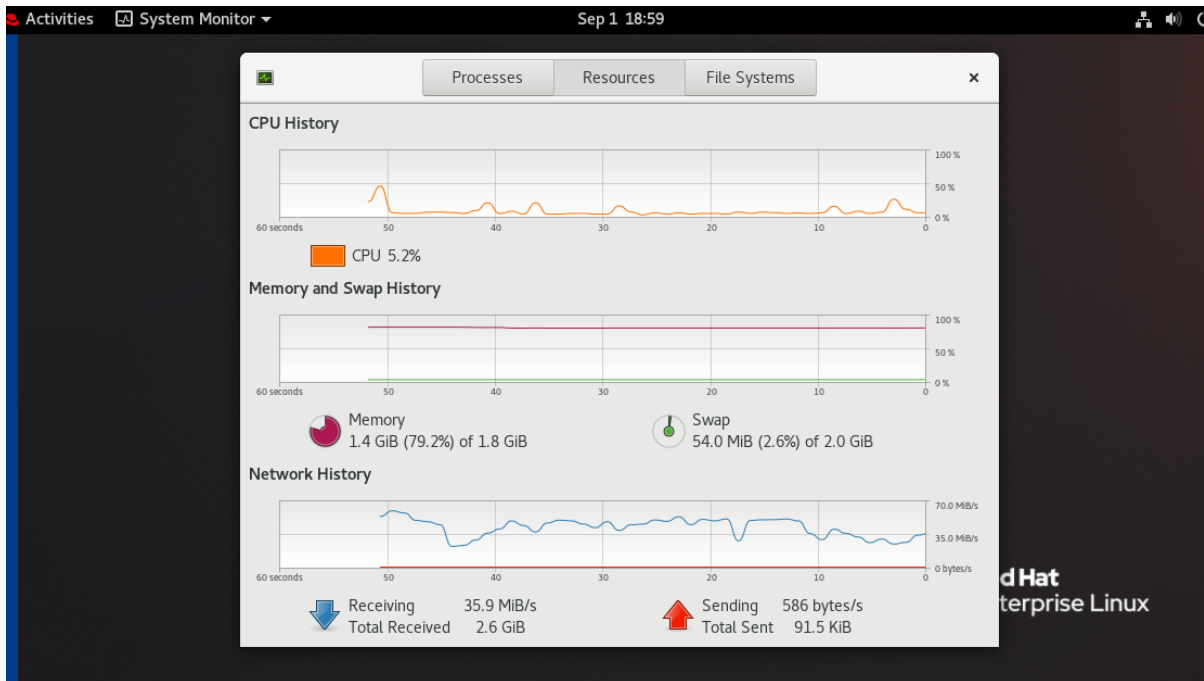 Activities System Monitor Sep 1 18:59
Processes Resources File Systems
CPU History
100 %
50 %
0 %
60 seconds 50 40 30 20 10 0
CPU 5.2%
Memory and Swap History
100 %
50 %
0 %
60 seconds 50 40 30 20 10 0
Memory
1.4 GiB (79.2%) of 1.8 GiB
Swap
54.0 MiB (2.6%) of 2.0 GiB
Network History
70.0 MiB/s
35.0 MiB/s
0 bytes/s
60 seconds 50 40 30 20 10 0
Receiving 35.9 MiB/s
Total Received 2.6 GiB
Sending 586 bytes/s
Total Sent 91.5 KiB
d Hat
terprise Linux